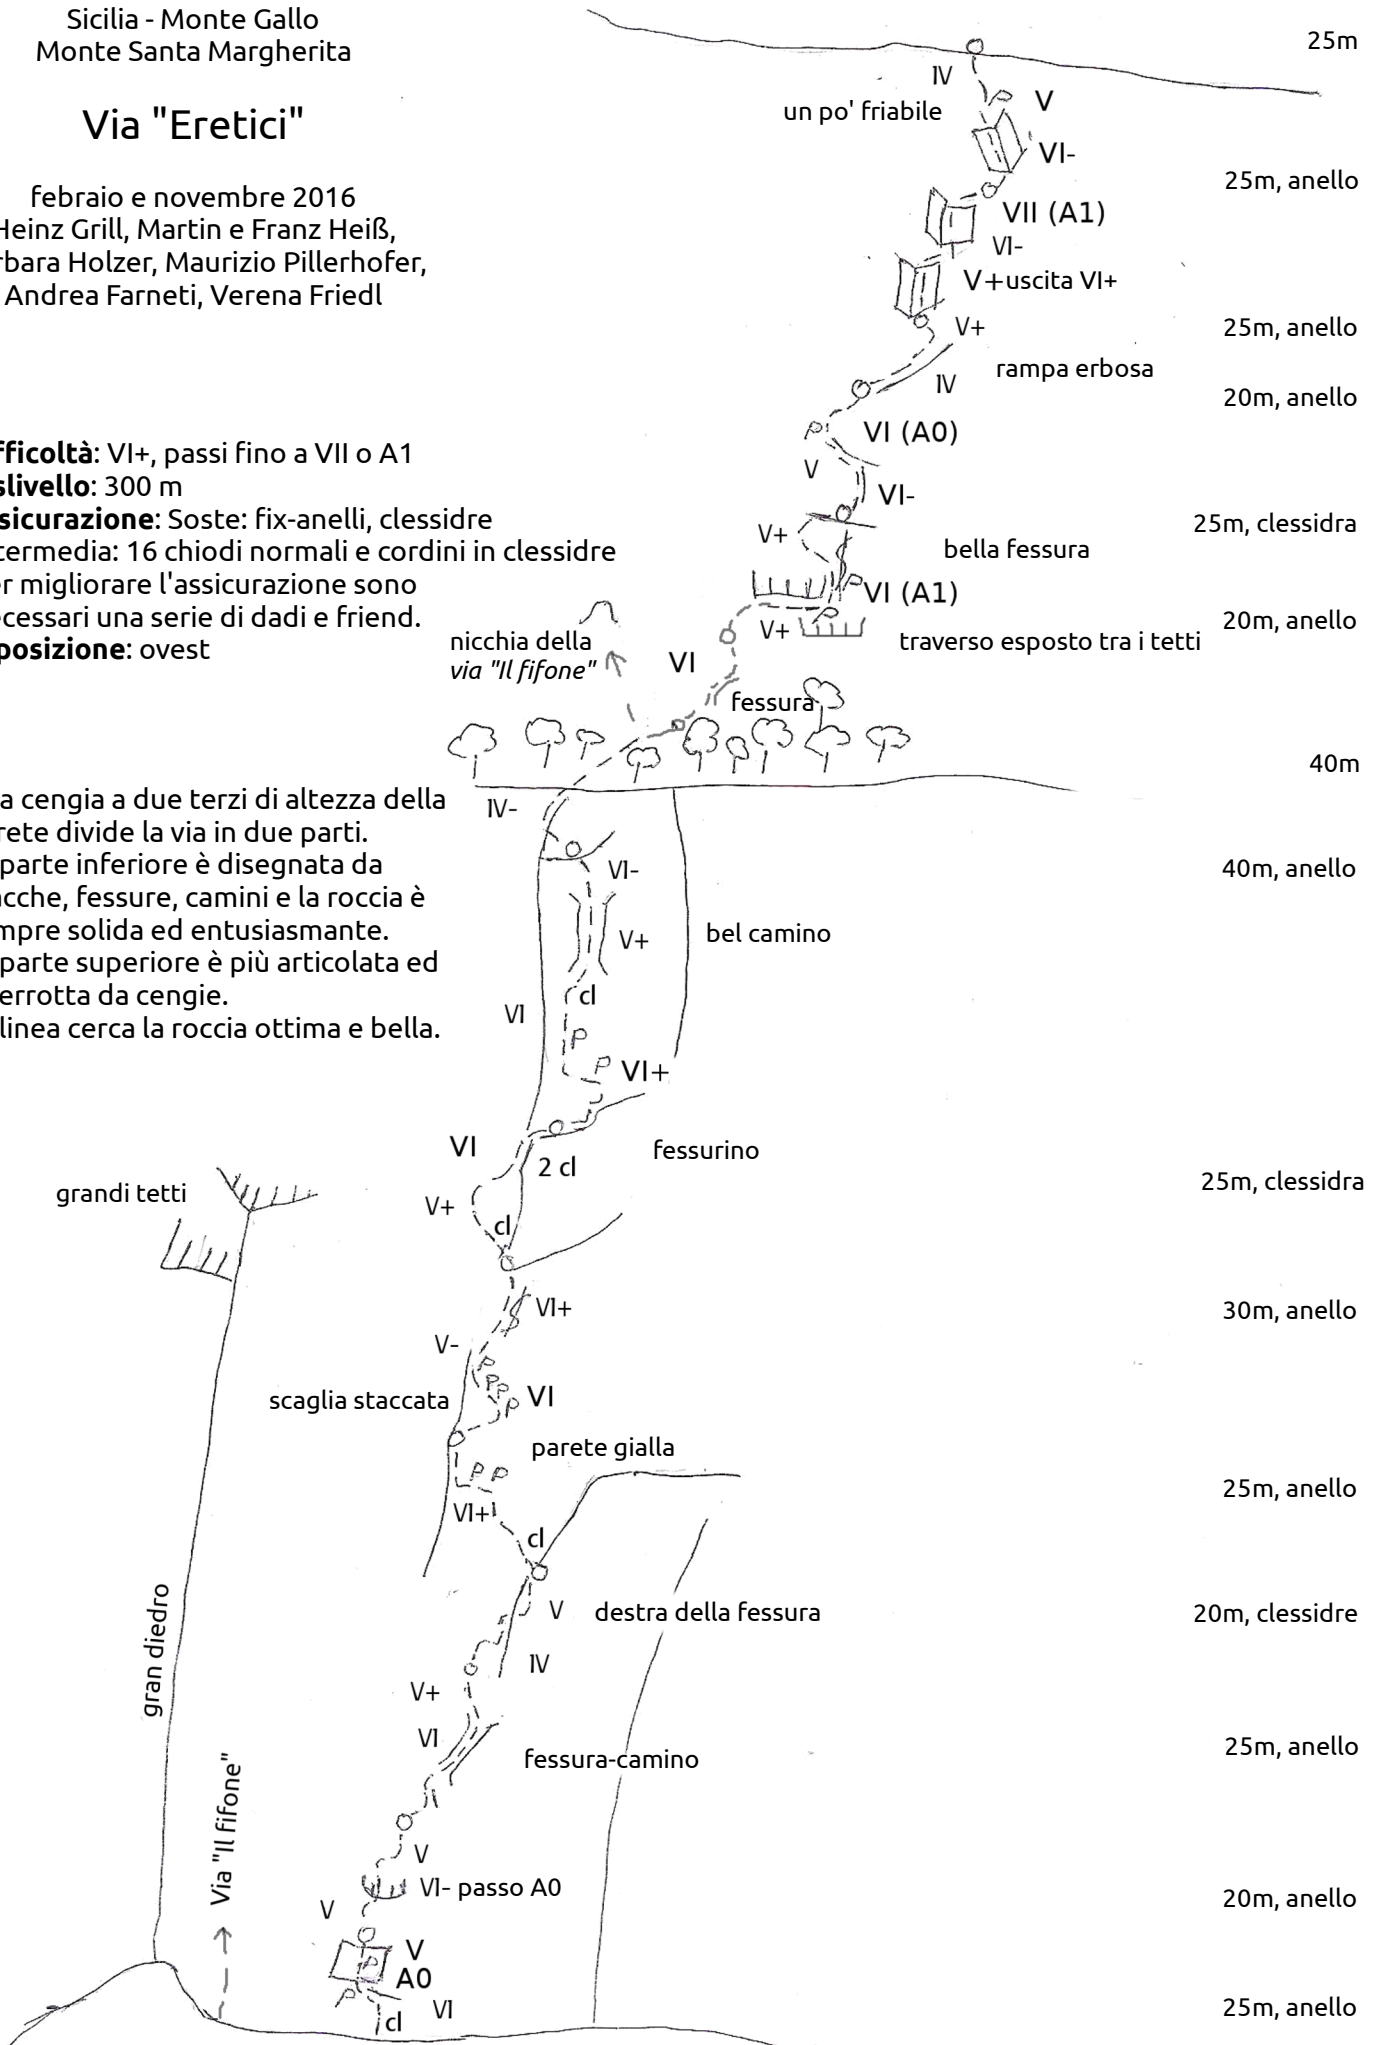 Sicilia - Monte Gallo
Monte Santa Margherita
Via "Eretici"
febraio e novembre 2016
Heinz Grill, Martin e Franz Heiß,
rbara Holzer, Maurizio Pillerhofer,
Andrea Farneti, Verena Friedl
fficoltà: VI+, passi fino a VII o A1
slivello: 300 m
sicurazione: Soste: fix-anelli, clessidre
termedia: 16 chiodi normali e cordini in clessidre
er migliorare l'assicurazione sono
ecessari una serie di dadi e friend.
posizione: ovest
a cengia a due terzi di altezza della
rete divide la via in due parti.
parte inferiore è disegnata da
acche, fessure, camini e la roccia è
mpre solida ed entusiasmante.
parte superiore è più articolata ed
errotta da cengie.
linea cerca la roccia ottima e bella.
25m
IV
P
V
un po' friabile
VI-
25m, anello
VII (A1)
VI-
V+uscita VI+
25m, anello
V+
rampa erbosa
IV
20m, anello
P
VI (A0)
V
VI-
25m, clessidra
V+
bella fessura
P
VI (A1)
P
20m, anello
V+
traverso esposto tra i tetti
nicchia della
via "Il fifone"
VI
fessura
40m
IV-
VI-
40m, anello
bel camino
V+
cl
VI
P
P
VI+
VI
fessurino
2 cl
25m, clessidra
grandi tetti
V+
cl
VI+
30m, anello
V-
P
P
P
P
VI
scaglia staccata
parete gialla
P P
25m, anello
VI+
cl
V
destra della fessura
20m, clessidre
IV
gran diedro
V+
VI
fessura-camino
25m, anello
Via "Il fifone"
V
VI- passo A0
20m, anello
V
V
A0
P
P
VI
cl
25m, anello